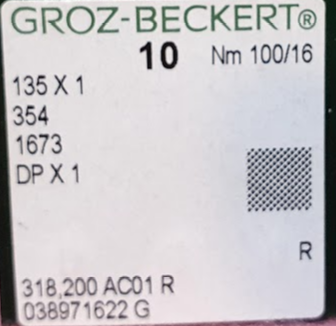 GROZ-BECKERT®
10 Nm 100/16
135 X 1
354
1673
DP X 1
R
318,200 AC01 R
038971622 G